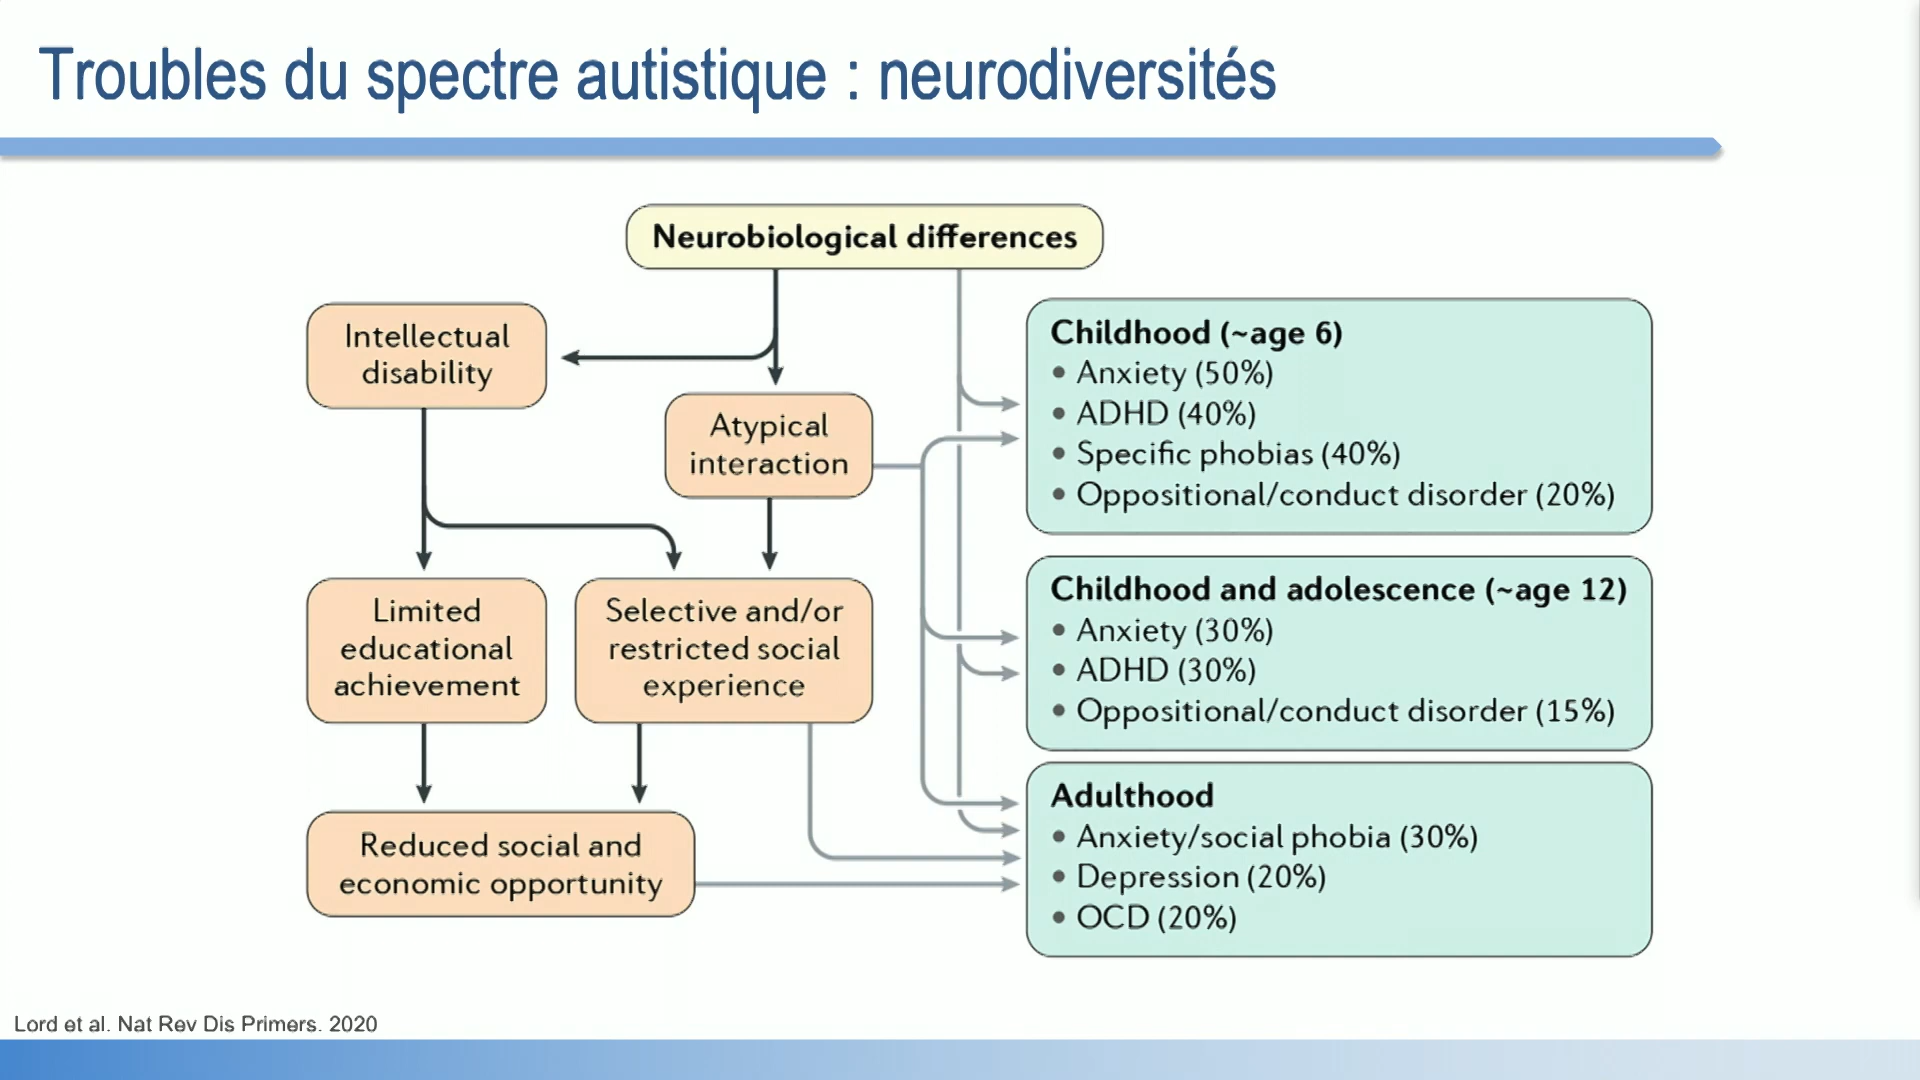 Troubles du spectre autistique : neurodiversités
Neurobiological differences
Intellectual
disability
Atypical
interaction
Limited
educational
achievement
Selective and/or
restricted social
experience
Reduced social and
economic opportunity
Childhood (~age 6)
• Anxiety (50%)
• ADHD (40%)
• Specific phobias (40%)
• Oppositional/conduct disorder (20%)
Childhood and adolescence (~age 12)
• Anxiety (30%)
• ADHD (30%)
• Oppositional/conduct disorder (15%)
Adulthood
• Anxiety/social phobia (30%)
• Depression (20%)
• OCD (20%)
Lord et al. Nat Rev Dis Primers. 2020